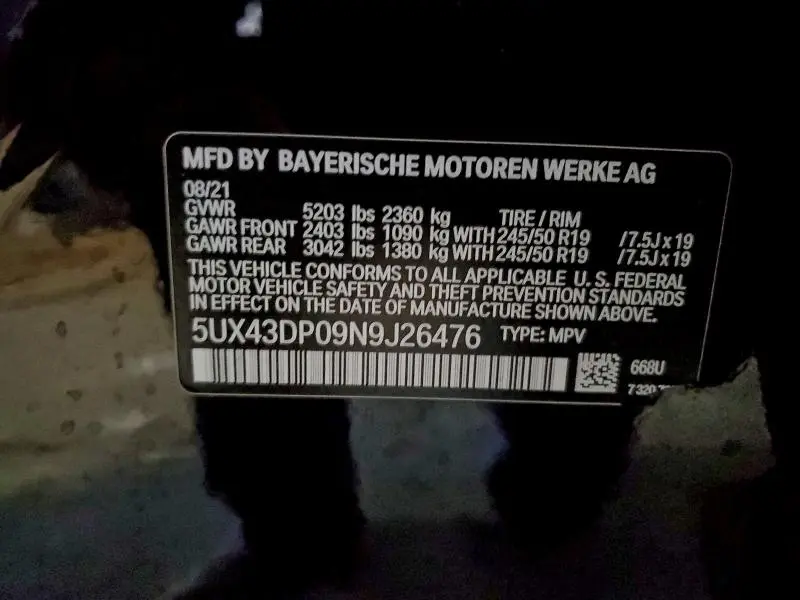 MFD BY BAYERISCHE MOTOREN WERKE AG
08/21
GVWR 5203 lbs 2360 kg TIRE / RIM
GAWR FRONT 2403 lbs 1090 kg WITH 245/50 R19 /7.5J x 19
GAWR REAR 3042 lbs 1380 kg WITH 245/50 R19 /7.5J x 19
THIS VEHICLE CONFORMS TO ALL APPLICABLE U. S. FEDERAL
MOTOR VEHICLE SAFETY AND THEFT PREVENTION STANDARDS
IN EFFECT ON THE DATE OF MANUFACTURE SHOWN ABOVE.
5UX43DP09N9J26476 TYPE: MPV
668U